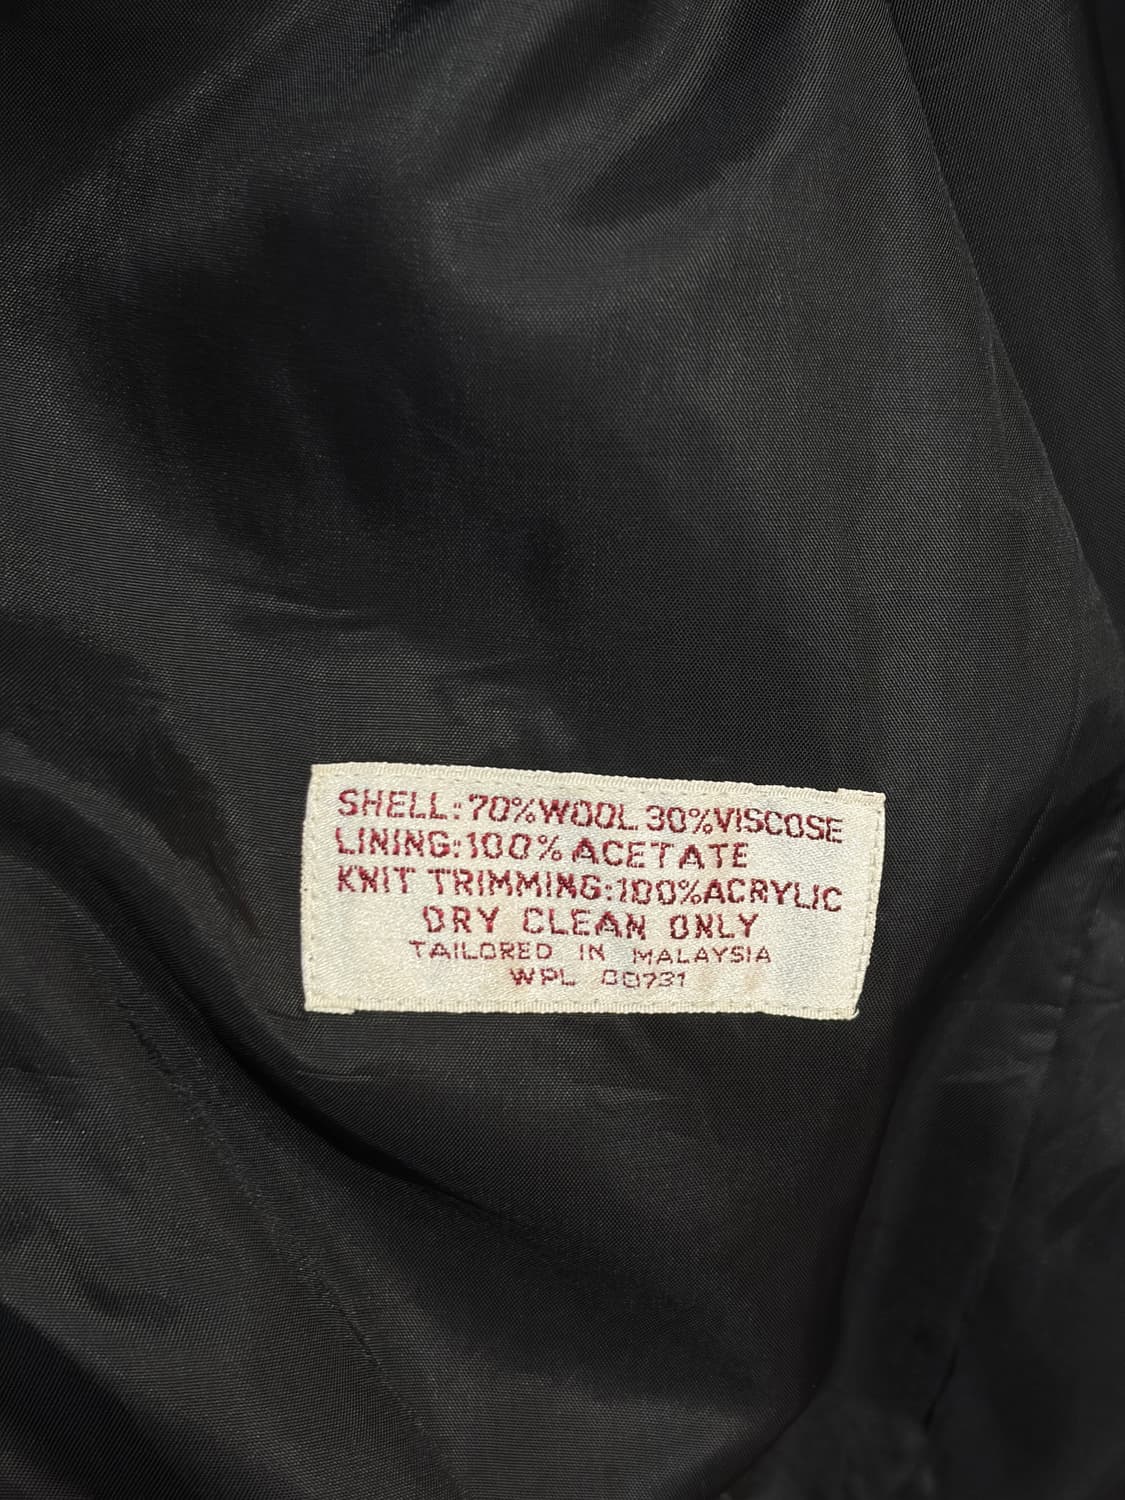 SHELL:70%WOOL 30%VISCOSE
LINING:100%ACETATE
KNIT TRIMMING:100%ACRYLIC
DRY CLEAN ONLY
TAILORED IN MALAYSIA
WPL 00731